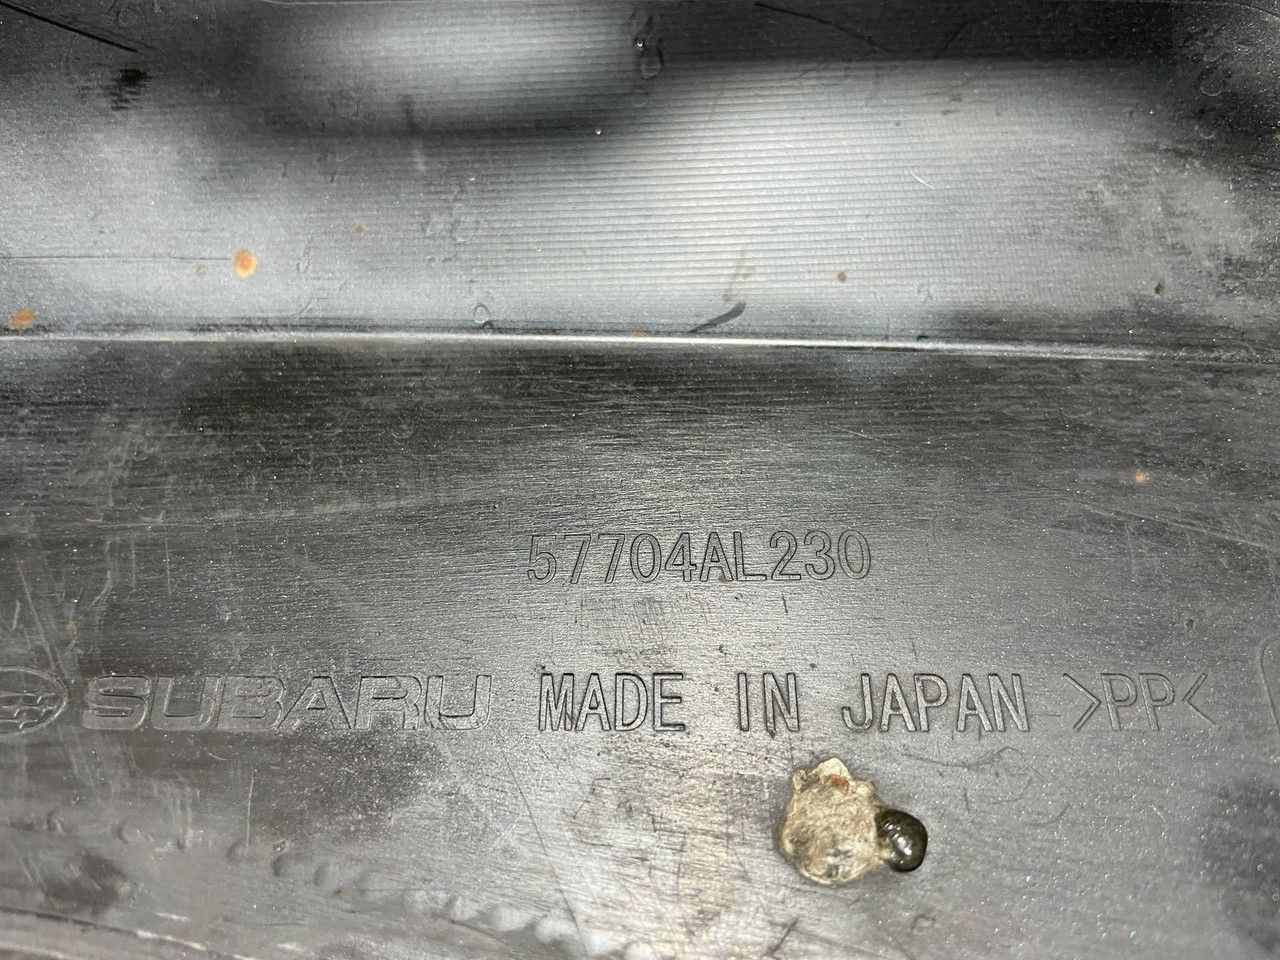 57704AL230
SUBARU MADE IN JAPAN >PP<